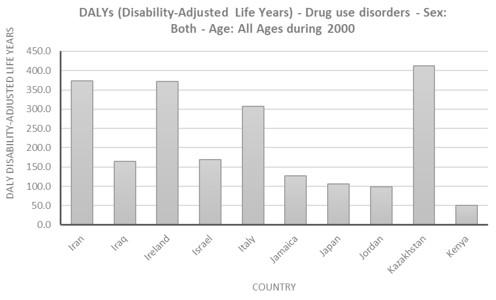 DALYs (Disability-Adjusted Life Years) - Drug use disorders - Sex:
Both - Age: All Ages during 2000
DALY DISABILITY-ADJUSTED LIFE YEARS
450.0
400.0
350.0
300.0
250.0
200.0
150.0
100.0
50.0
0.0
Iran
Iraq
Ireland
Israel
Italy
Jamaica
Japan
Jordan
Kazakhstan
Kenya
COUNTRY